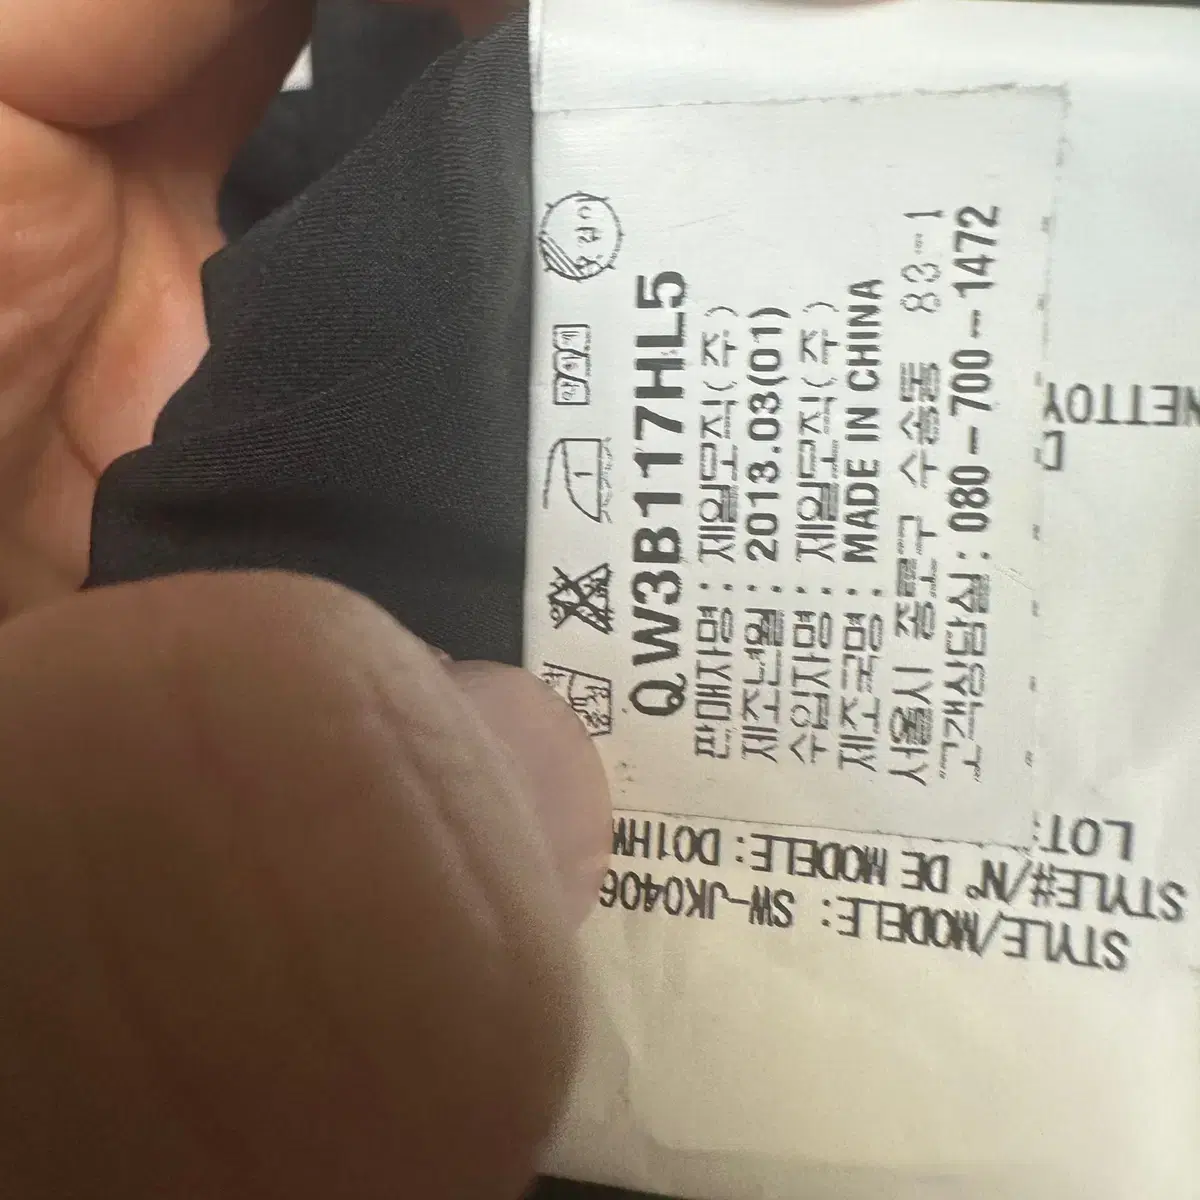 QW3B117HL5
판매자명 : 제일모직(주)
제조년월 : 2013.03(01)
수입자명 : 제일모직(주)
제조국명 : MADE IN CHINA
서울시 종로구 수송동 83-1
고객상담실 : 080-700-1472
STYLE/MODELE: SW-JK0406
STYLE#/N° DE MODELE: D01HW
LOT:
NETTOY